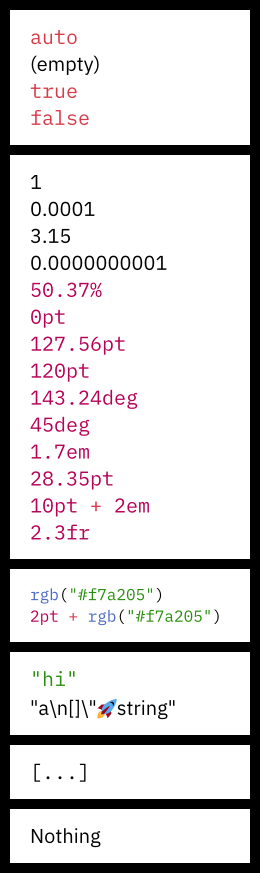 auto
(empty)
true
false
1
0.0001
3.15
0.0000000001
50.37%
0pt
127.56pt
120pt
143.24deg
45deg
1.7em
28.35pt
10pt + 2em
2.3fr
rgb("#f7a205")
2pt + rgb("#f7a205")
"hi"
"a\n[]\"🚀string"
[...]
Nothing